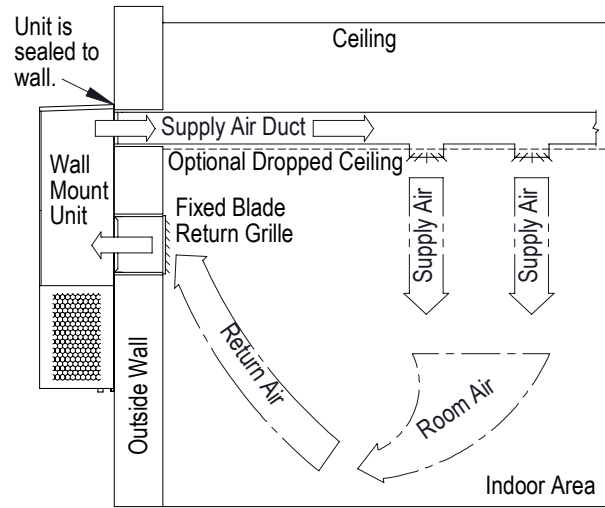 Unit is
sealed to
wall.
Ceiling
Supply Air Duct
Optional Dropped Ceiling
Wall
Mount
Unit
Fixed Blade
Return Grille
Supply Air
Supply Air
Return Air
Room Air
Outside Wall
Indoor Area